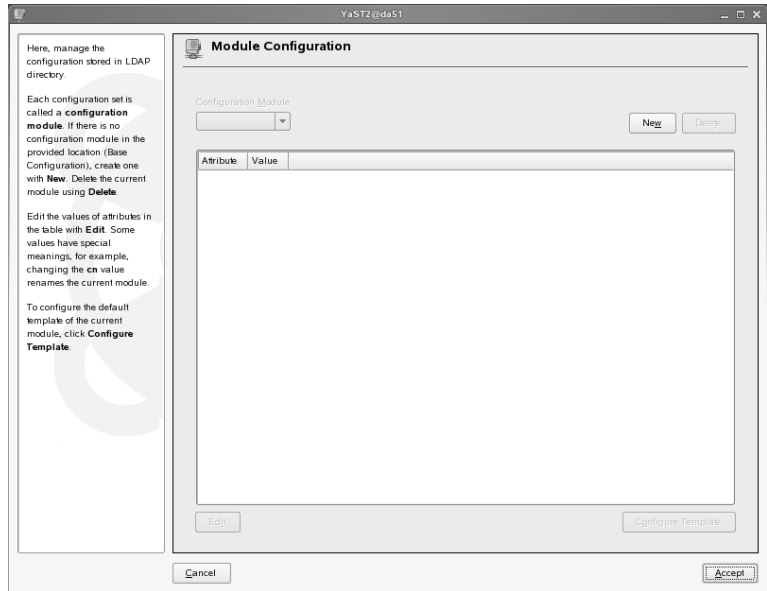 YaST2@da51
Here, manage the
configuration stored in LDAP
directory.
Each configuration set is
called a configuration
module. If there is no
configuration module in the
provided location (Base
Configuration), create one
with New. Delete the current
module using Delete.
Edit the values of attributes in
the table with Edit. Some
values have special
meanings, for example,
changing the cn value
renames the current module.
To configure the default
template of the current
module, click Configure
Template.
Module Configuration
Configuration Module
New
Delete
Attribute
Value
Edit
Configure Template
Cancel
Accept